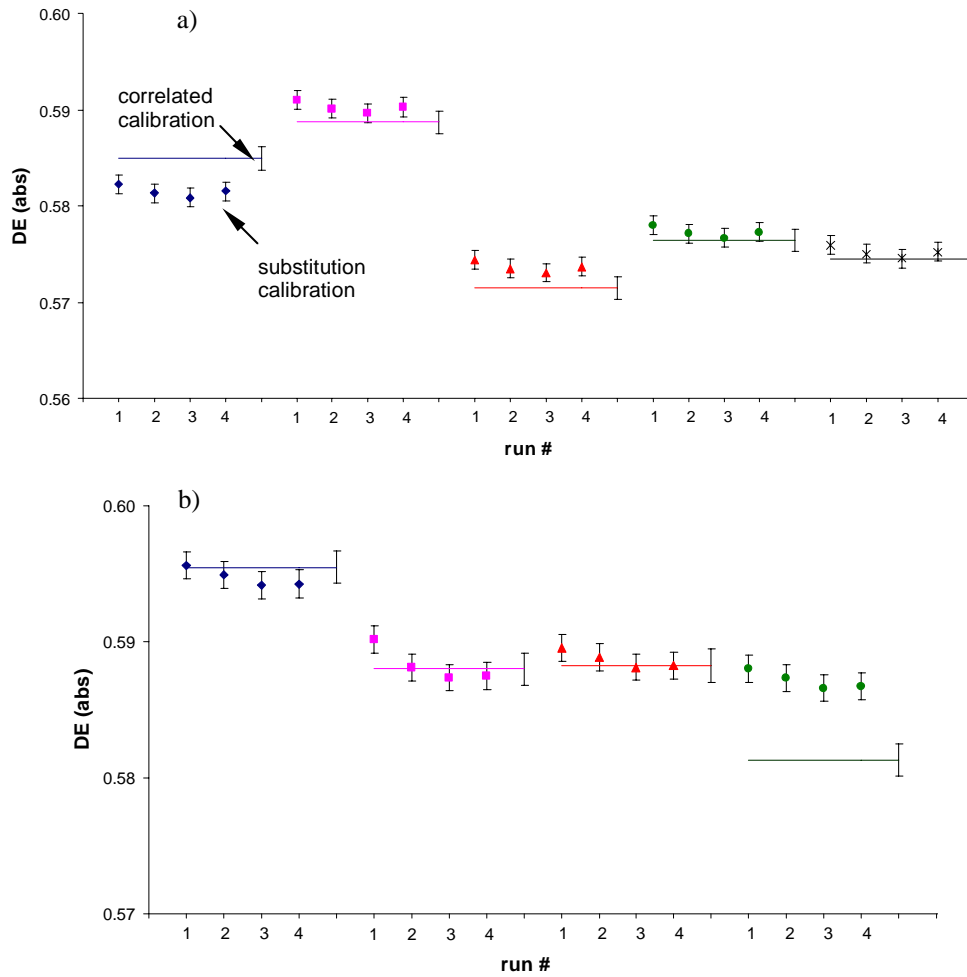 a)
0.60
0.59
0.58
0.57
0.56
DE (abs)
correlated
calibration
substitution
calibration
1 2 3 4 1 2 3 4 1 2 3 4 1 2 3 4 1 2 3 4
run #
b)
0.60
0.59
0.58
0.57
DE (abs)
1 2 3 4 1 2 3 4 1 2 3 4 1 2 3 4
run #